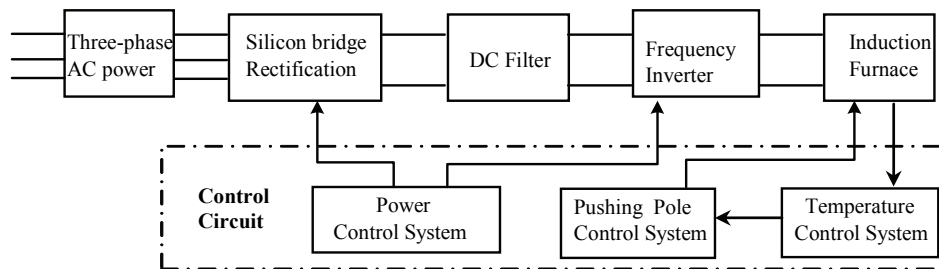 Three-phase
AC power
Silicon bridge
Rectification
DC Filter
Frequency
Inverter
Induction
Furnace
Control
Circuit
Power
Control System
Pushing Pole
Control System
Temperature
Control System